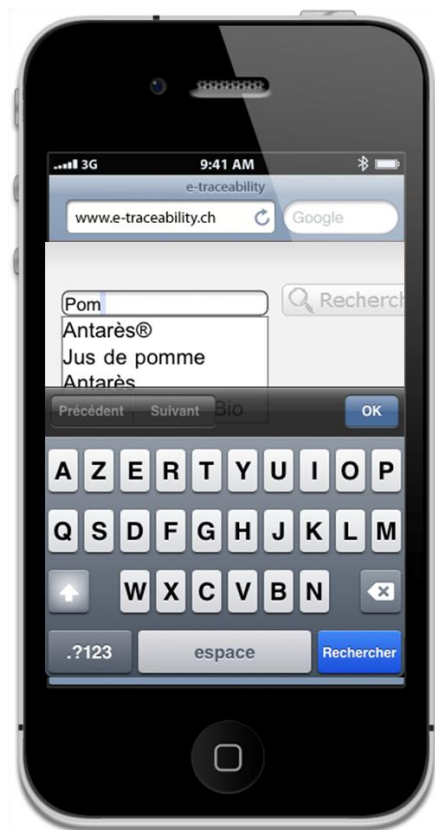 3G 9:41 AM
e-traceability
www.e-traceability.ch Google
Pom Recherch
Antarès®
Jus de pomme
Antarès
Bio
Précédent Suivant OK
A Z E R T Y U I O P
Q S D F G H J K L M
W X C V B N
.?123 espace Rechercher